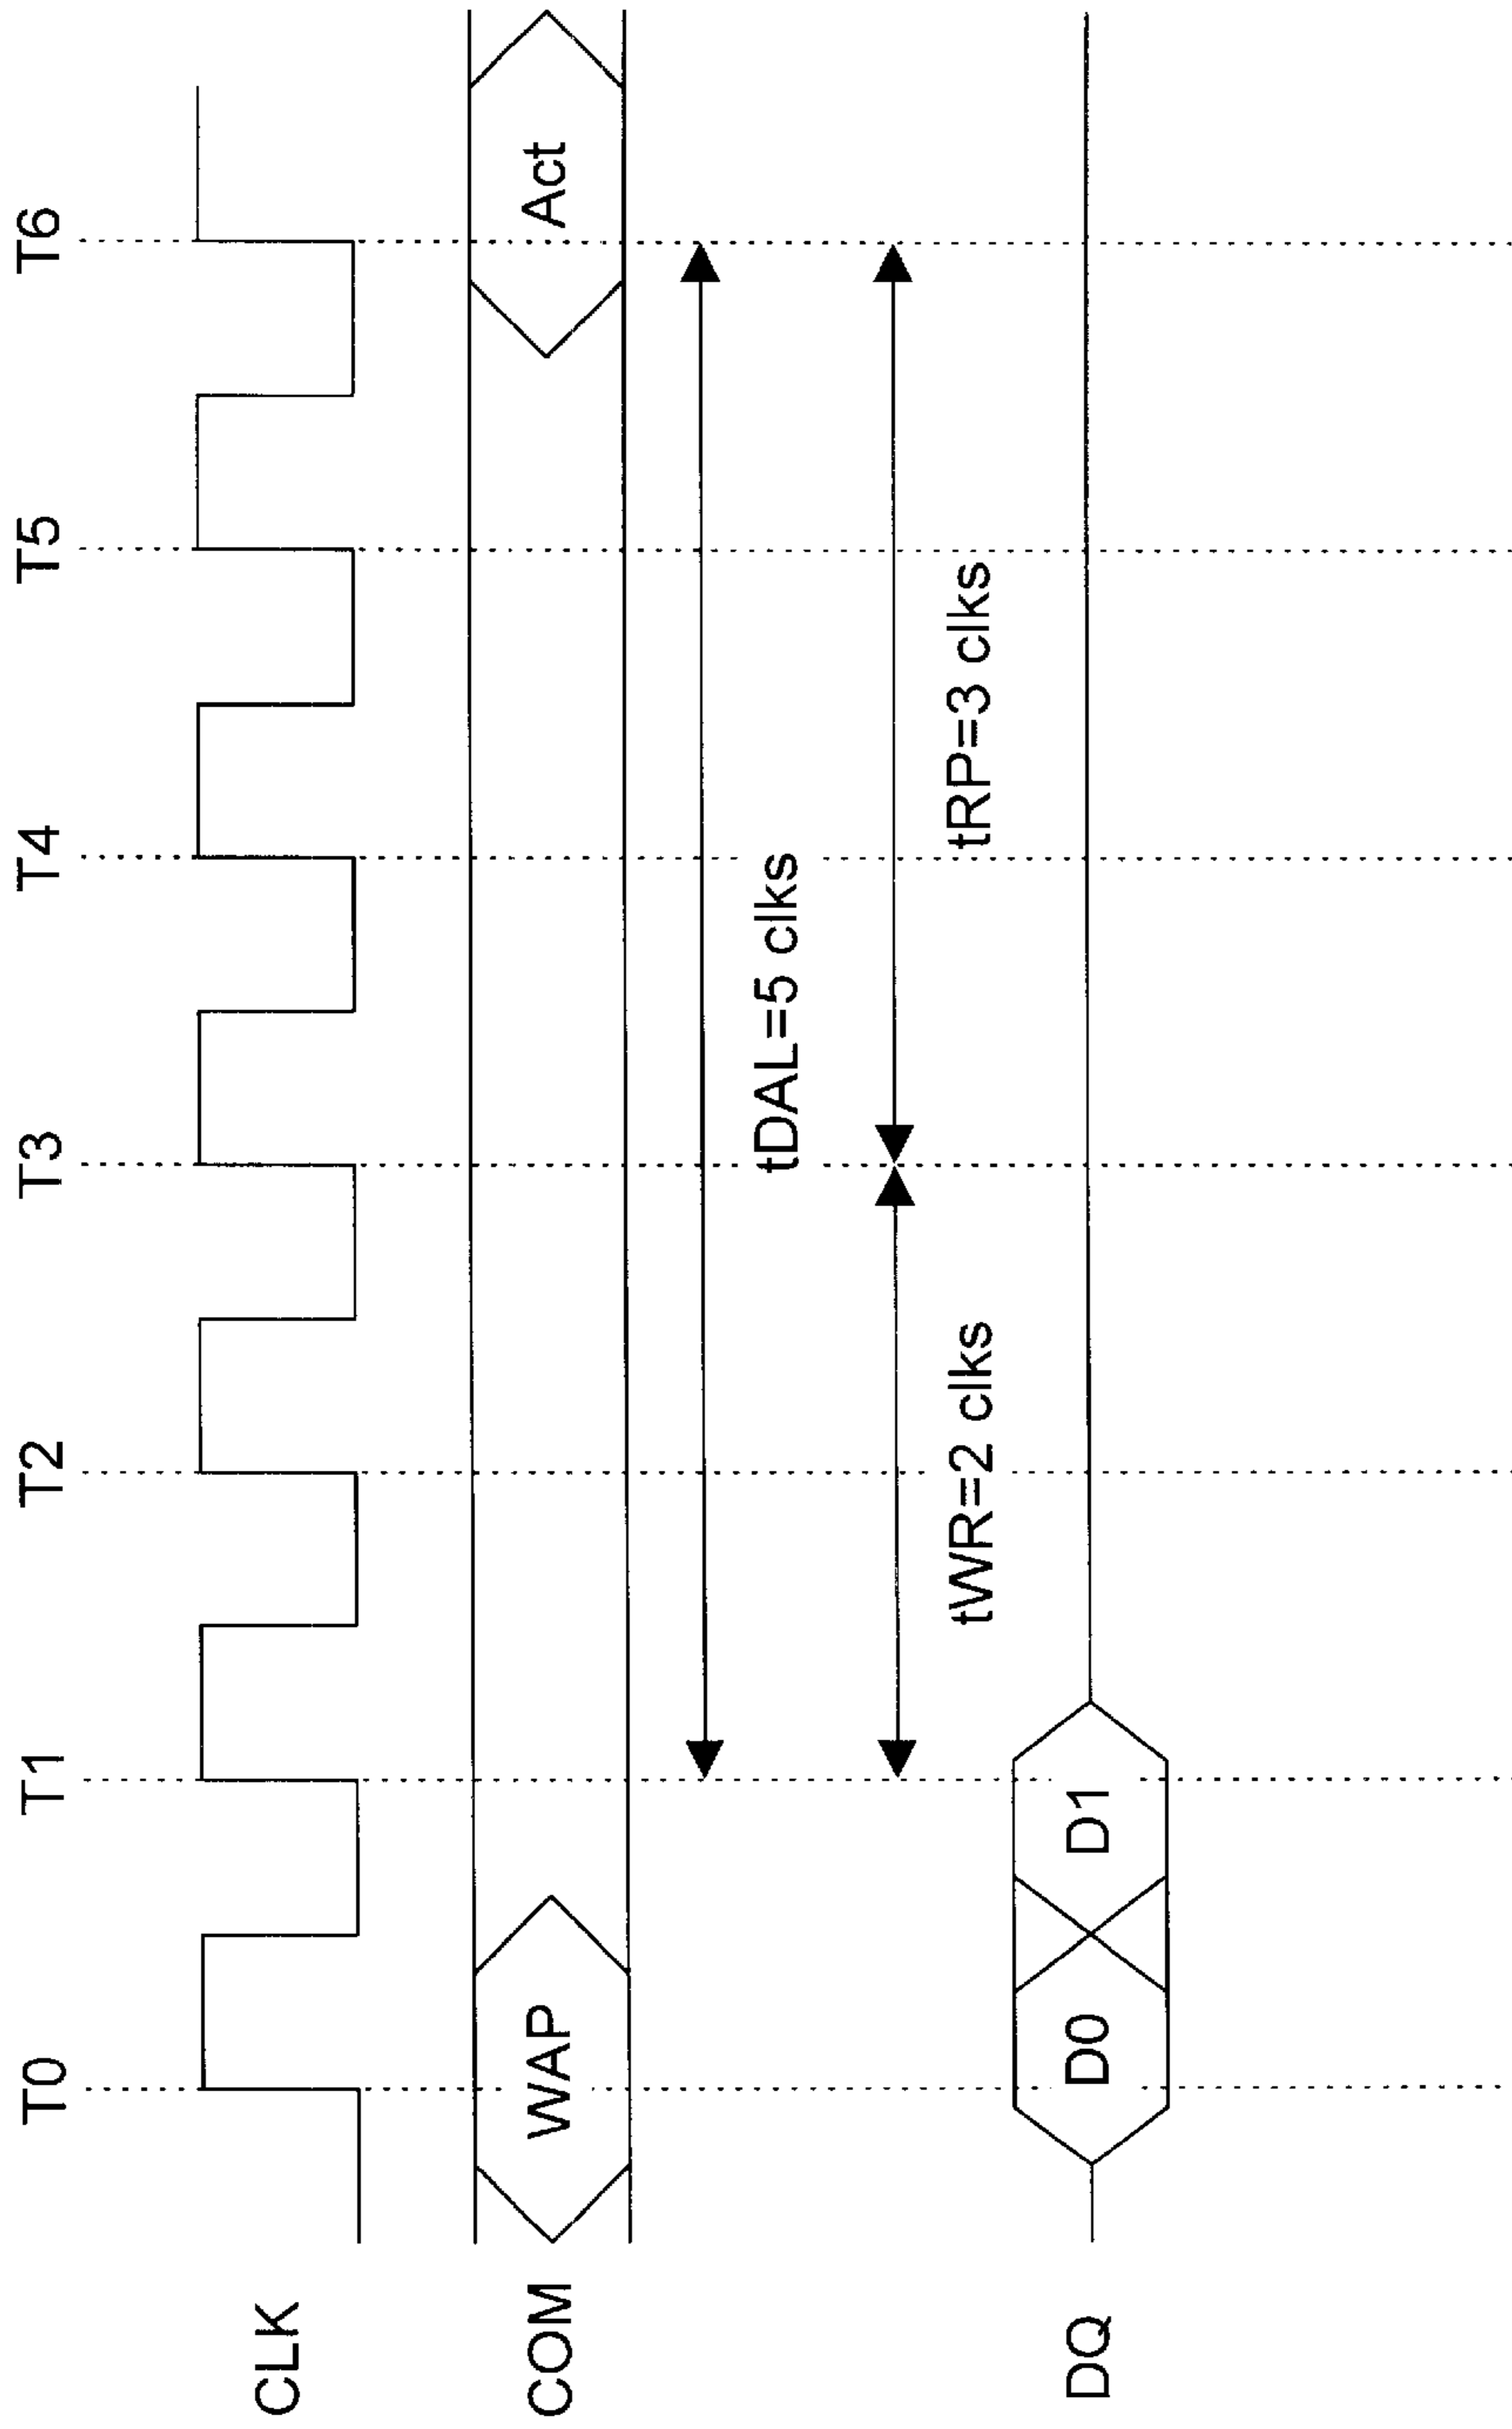 T0 T1 T2 T3 T4 T5 T6
CLK
COM WAP Act
tDAL=5 clks
tWR=2 clks tRP=3 clks
DQ D0 D1